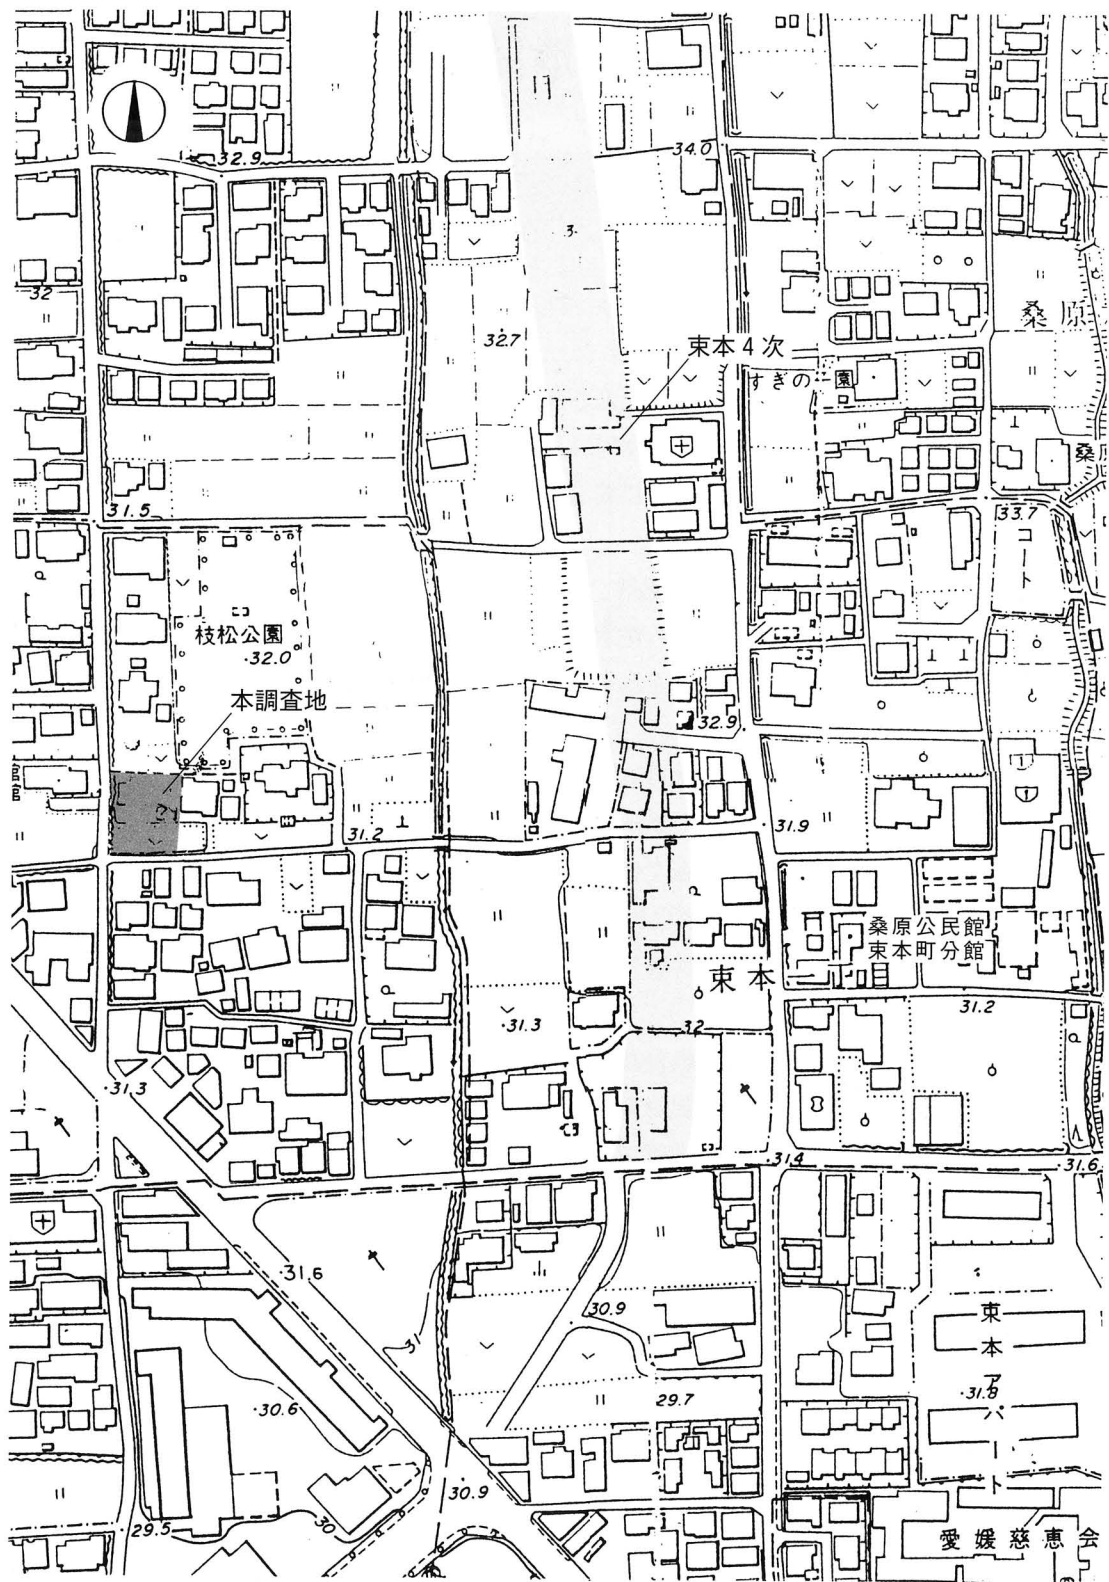 32.9
34.0
32
桑原
32.7
束本4次
すぎの
園
31.5
33.7
コート
枝松公園
·32.0
本調査地
32.9
31.2
31.9
桑原公民館
束本町分館
束本
·31.3
32
31.2
·31.3
31.4
·31.6
·31.6
30.9
31
束本アパート
·31.8
·30.6
29.7
30.9
29.5
30
愛媛慈恵会